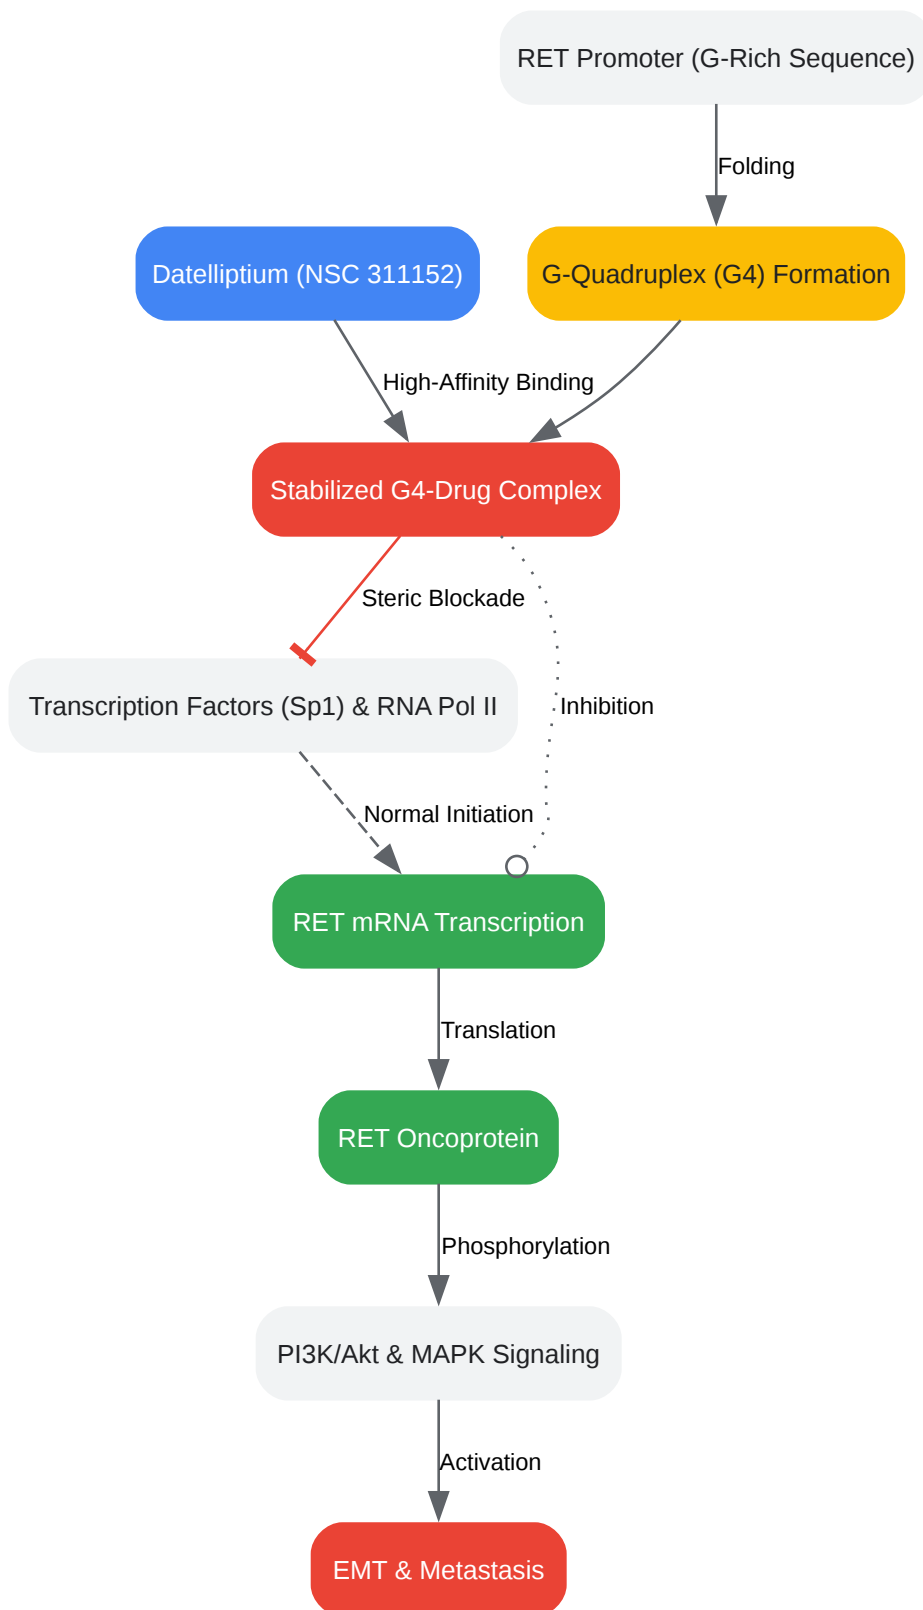 RET Promoter (G-Rich Sequence)
Folding
Datelliptium (NSC 311152)
G-Quadruplex (G4) Formation
High-Affinity Binding
Stabilized G4-Drug Complex
Steric Blockade
Transcription Factors (Sp1) & RNA Pol II
Inhibition
Normal Initiation
RET mRNA Transcription
Translation
RET Oncoprotein
Phosphorylation
PI3K/Akt & MAPK Signaling
Activation
EMT & Metastasis